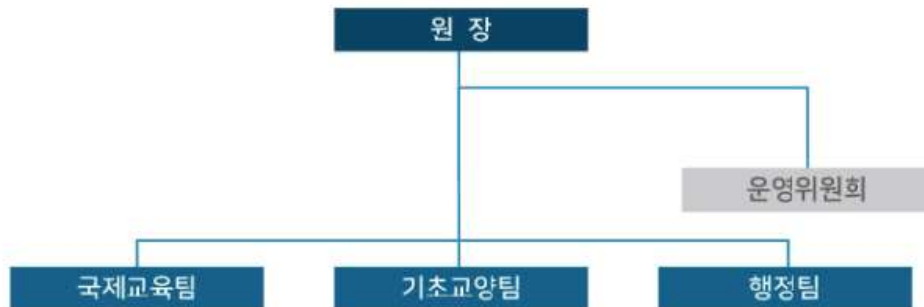 원 장
운영위원회
국제교육팀
기초교양팀
행정팀